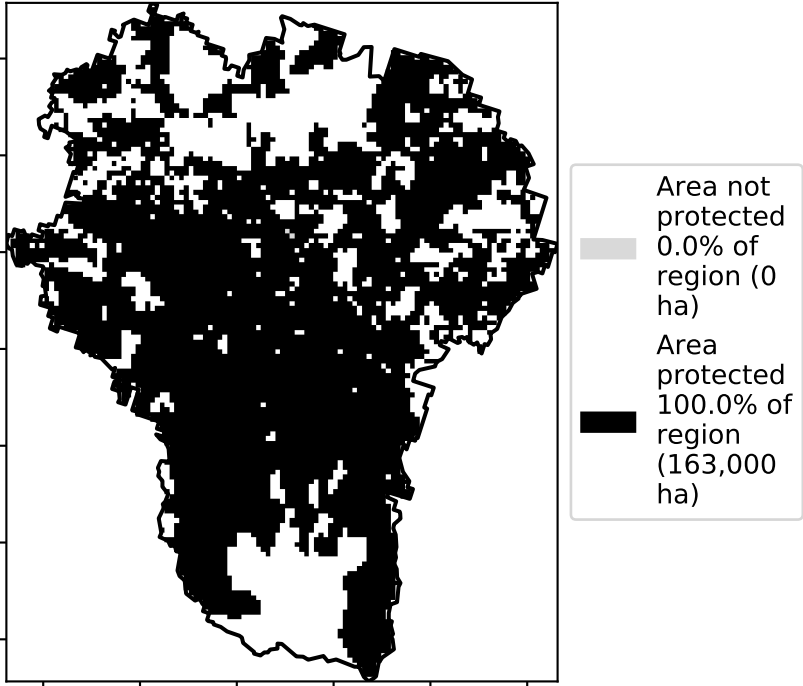 Area not
protected
0.0% of
region (0
ha)
Area
protected
100.0% of
region
(163,000
ha)